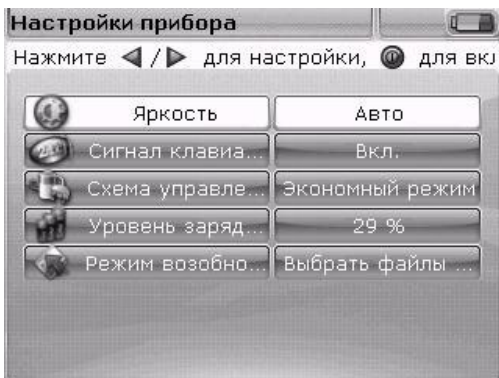 Настройки прибора
Нажмите ◀/▶ для настройки, для вкл
Яркость Авто
Сигнал клавиа... Вкл.
Схема управле... Экономный режим
Уровень заряд... 29 %
Режим возобно... Выбрать файлы ...